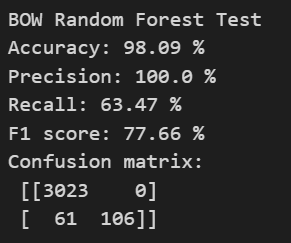 BOW Random Forest Test
Accuracy: 98.09 %
Precision: 100.0 %
Recall: 63.47 %
F1 score: 77.66 %
Confusion matrix:
[[3023    0]
[  61  106]]